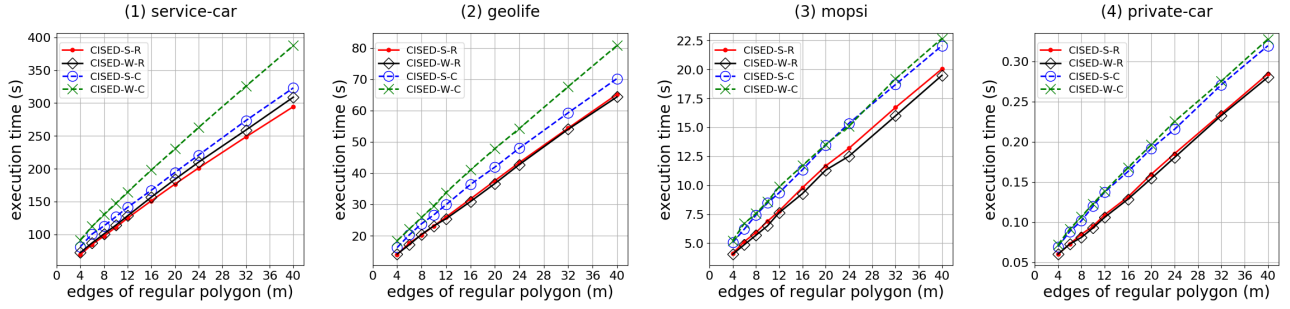 (1) service-car
execution time (s)
400
350
300
250
200
150
100
CISED-S-R
CISED-W-R
CISED-S-C
CISED-W-C
0 4 8 12 16 20 24 28 32 36 40
edges of regular polygon (m)
(2) geolife
execution time (s)
80
70
60
50
40
30
20
CISED-S-R
CISED-W-R
CISED-S-C
CISED-W-C
0 4 8 12 16 20 24 28 32 36 40
edges of regular polygon (m)
(3) mopsi
execution time (s)
22.5
20.0
17.5
15.0
12.5
10.0
7.5
5.0
CISED-S-R
CISED-W-R
CISED-S-C
CISED-W-C
0 4 8 12 16 20 24 28 32 36 40
edges of regular polygon (m)
(4) private-car
execution time (s)
0.30
0.25
0.20
0.15
0.10
0.05
CISED-S-R
CISED-W-R
CISED-S-C
CISED-W-C
0 4 8 12 16 20 24 28 32 36 40
edges of regular polygon (m)